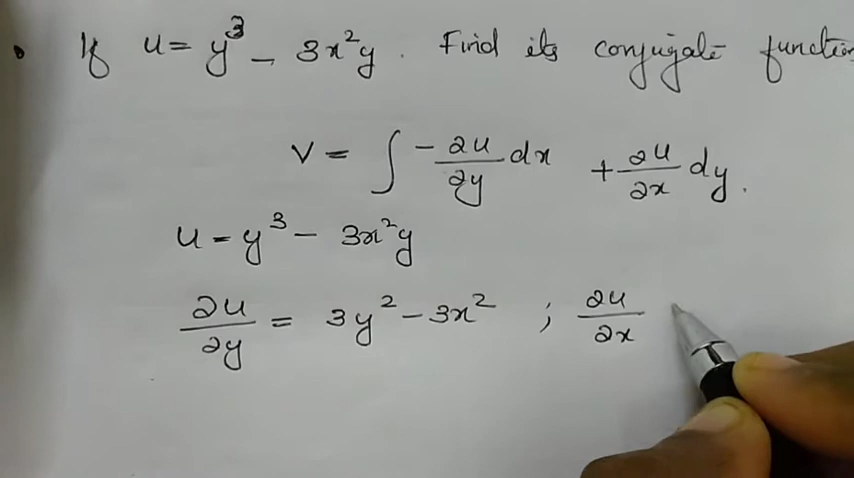 • If u = y³ - 3x²y . Find its conjugate function
v = ∫ - ∂u/∂y dx + ∂u/∂x dy.
u = y³ - 3x²y
∂u/∂y = 3y² - 3x² ; ∂u/∂x